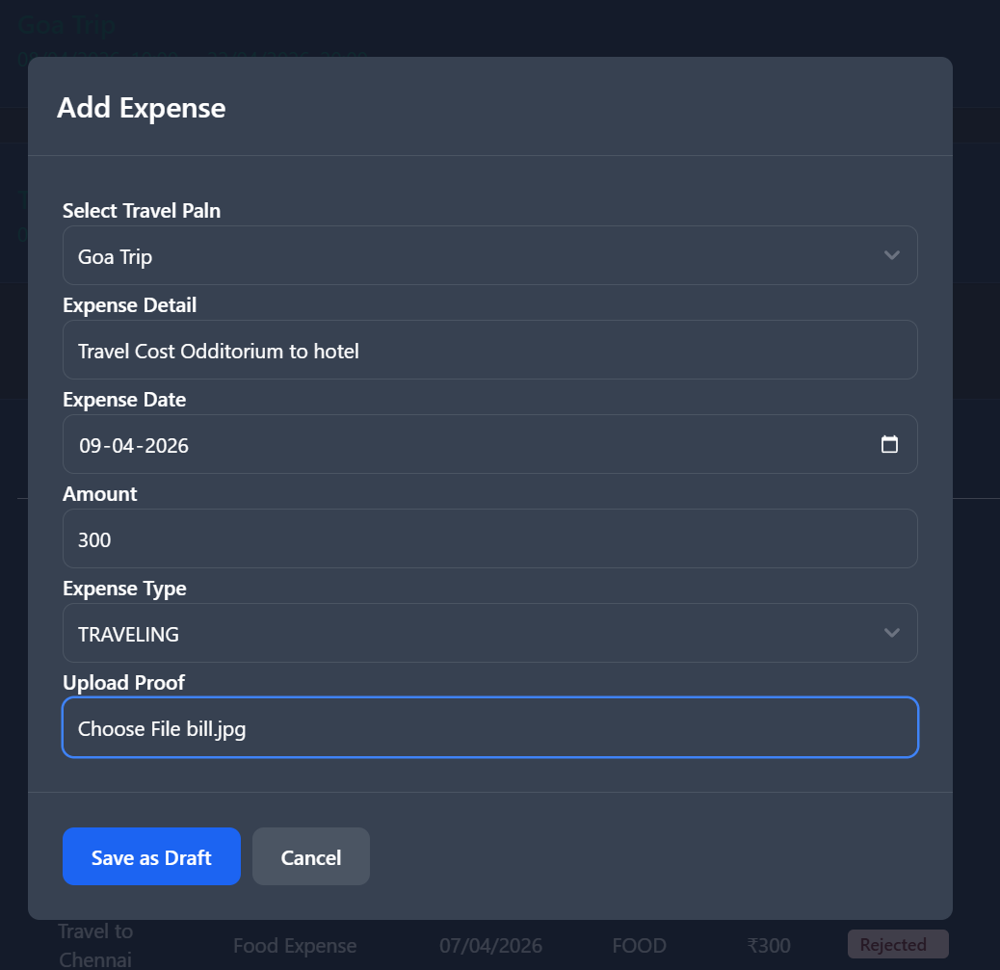 Goa Trip
Add Expense
Select Travel Paln
Goa Trip
Expense Detail
Travel Cost Odditorium to hotel
Expense Date
09-04-2026
Amount
300
Expense Type
TRAVELING
Upload Proof
Choose File bill.jpg
Save as Draft
Cancel
Travel to
Chennai
Food Expense
07/04/2026
FOOD
₹300
Rejected